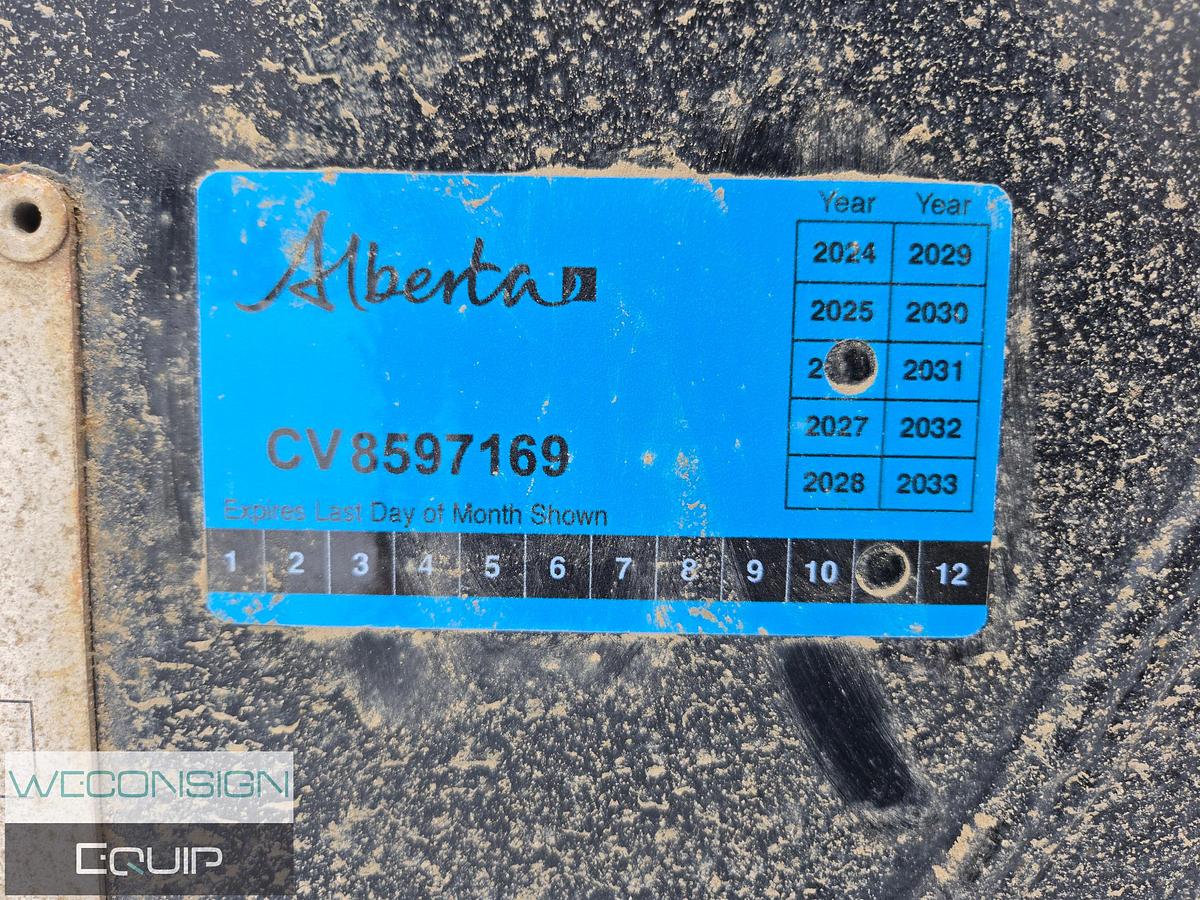 Alberta
Year Year
2024 2029
2025 2030
2 2031
2027 2032
2028 2033
CV8597169
Expires Last Day of Month Shown
1 2 3 4 5 6 7 8 9 10 12
WECONSIGN
EQUIP